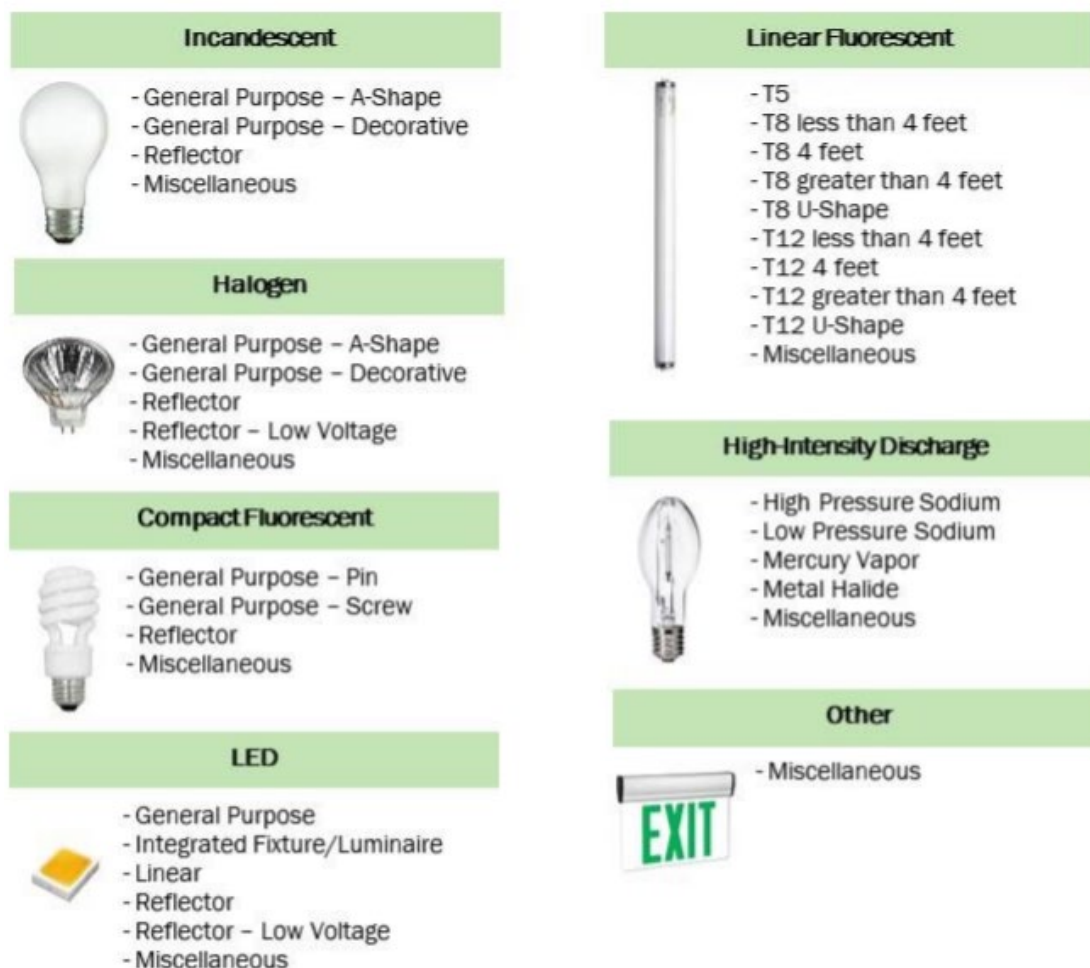 Incandescent
- General Purpose – A-Shape
- General Purpose – Decorative
- Reflector
- Miscellaneous
Halogen
- General Purpose – A-Shape
- General Purpose – Decorative
- Reflector
- Reflector – Low Voltage
- Miscellaneous
Compact Fluorescent
- General Purpose – Pin
- General Purpose – Screw
- Reflector
- Miscellaneous
LED
- General Purpose
- Integrated Fixture/Luminaire
- Linear
- Reflector
- Reflector – Low Voltage
- Miscellaneous
Linear Fluorescent
- T5
- T8 less than 4 feet
- T8 4 feet
- T8 greater than 4 feet
- T8 U-Shape
- T12 less than 4 feet
- T12 4 feet
- T12 greater than 4 feet
- T12 U-Shape
- Miscellaneous
High-Intensity Discharge
- High Pressure Sodium
- Low Pressure Sodium
- Mercury Vapor
- Metal Halide
- Miscellaneous
Other
- Miscellaneous
EXIT